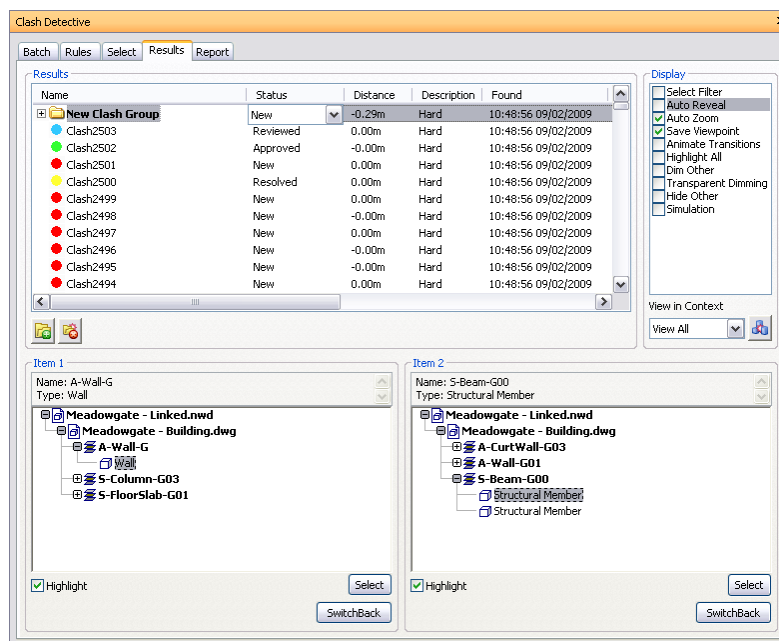 Clash Detective
Batch Rules Select Results Report
Results
Name Status Distance Description Found
New Clash Group New -0.29m Hard 10:48:56 09/02/2009
Clash2503 Reviewed 0.00m Hard 10:48:56 09/02/2009
Clash2502 Approved -0.00m Hard 10:48:56 09/02/2009
Clash2501 New 0.00m Hard 10:48:56 09/02/2009
Clash2500 Resolved 0.00m Hard 10:48:56 09/02/2009
Clash2499 New 0.00m Hard 10:48:56 09/02/2009
Clash2498 New -0.00m Hard 10:48:56 09/02/2009
Clash2497 New 0.00m Hard 10:48:56 09/02/2009
Clash2496 New -0.00m Hard 10:48:56 09/02/2009
Clash2495 New -0.00m Hard 10:48:56 09/02/2009
Clash2494 New 0.00m Hard 10:48:56 09/02/2009
Display
Select Filter
Auto Reveal
Auto Zoom
Save Viewpoint
Animate Transitions
Highlight All
Dim Other
Transparent Dimming
Hide Other
Simulation
View in Context
View All
Item 1
Name: A-Wall-G
Type: Wall
Meadowgate - Linked.nwd
Meadowgate - Building.dwg
A-Wall-G
Wall
S-Column-G03
S-FloorSlab-G01
Highlight
Select
SwitchBack
Item 2
Name: S-Beam-G00
Type: Structural Member
Meadowgate - Linked.nwd
Meadowgate - Building.dwg
A-CurtWall-G03
A-Wall-G01
S-Beam-G00
Structural Member
Structural Member
Highlight
Select
SwitchBack